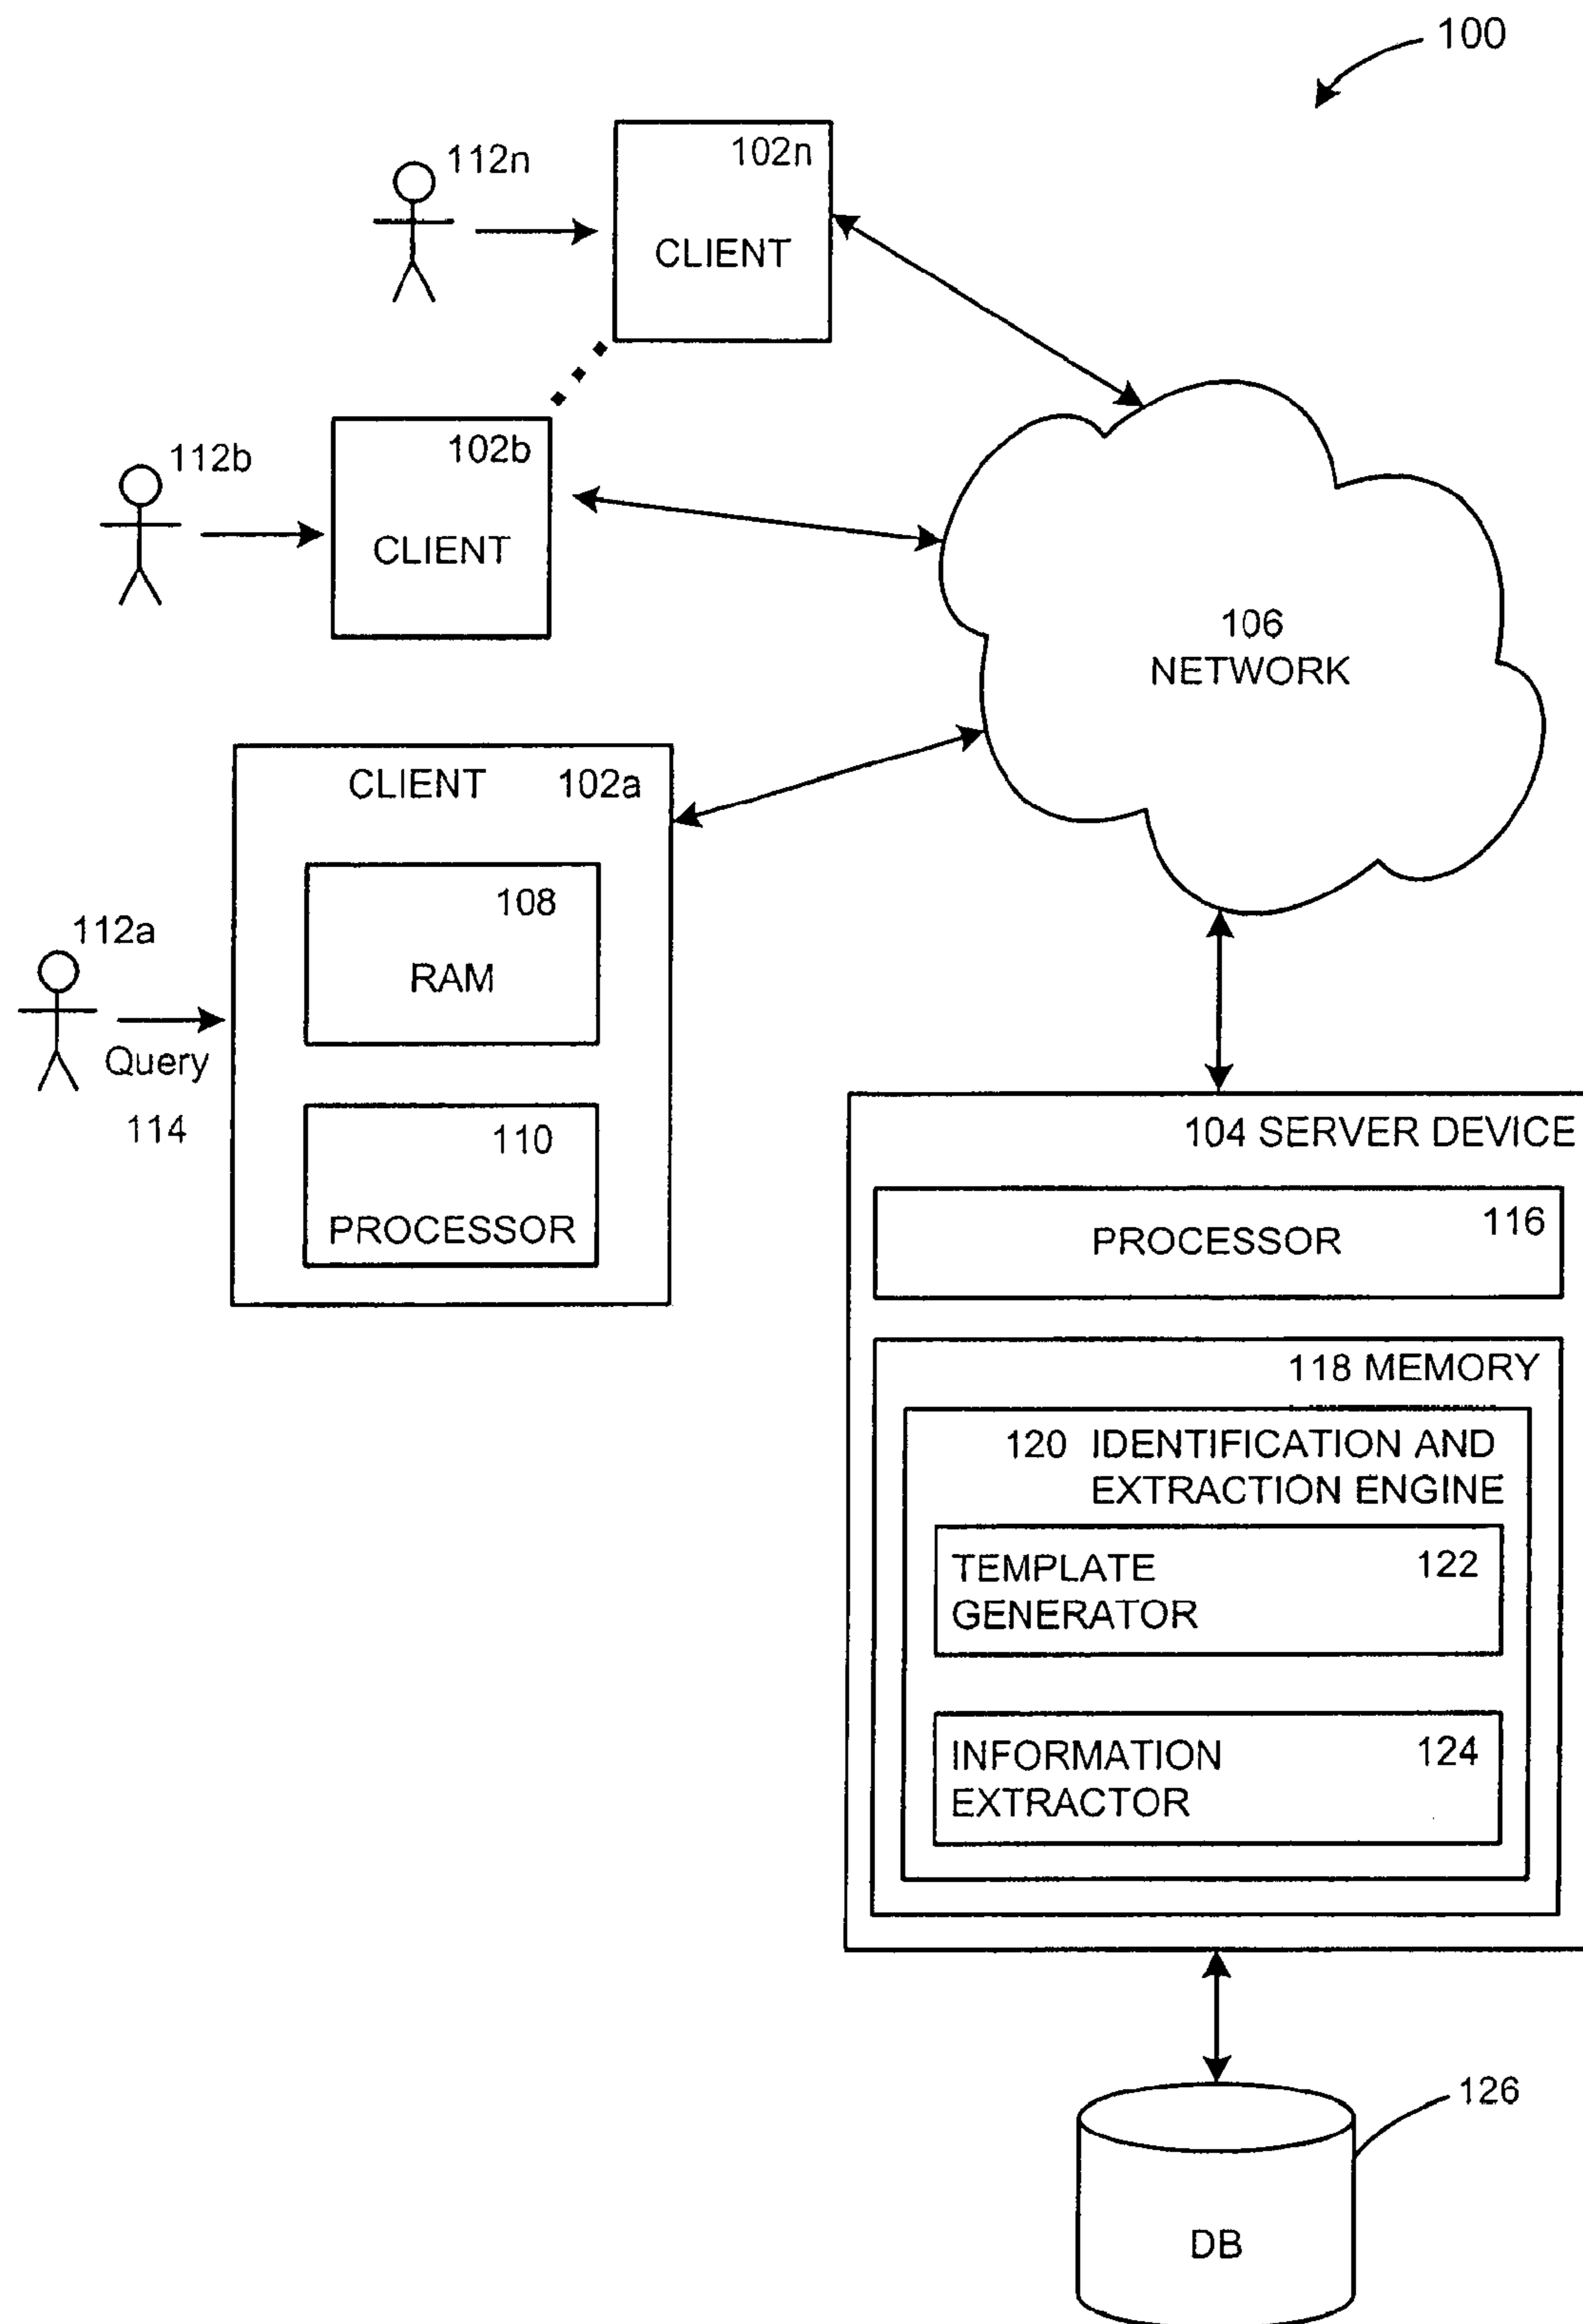 100
112n
102n
CLIENT
112b
102b
CLIENT
106
NETWORK
CLIENT 102a
108
RAM
112a
Query
114
110
PROCESSOR
104 SERVER DEVICE
116
PROCESSOR
118 MEMORY
120 IDENTIFICATION AND
EXTRACTION ENGINE
TEMPLATE 122
GENERATOR
INFORMATION 124
EXTRACTOR
126
DB